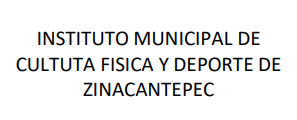 INSTITUTO MUNICIPAL DE
CULTUTA FISICA Y DEPORTE DE
ZINACANTEPEC